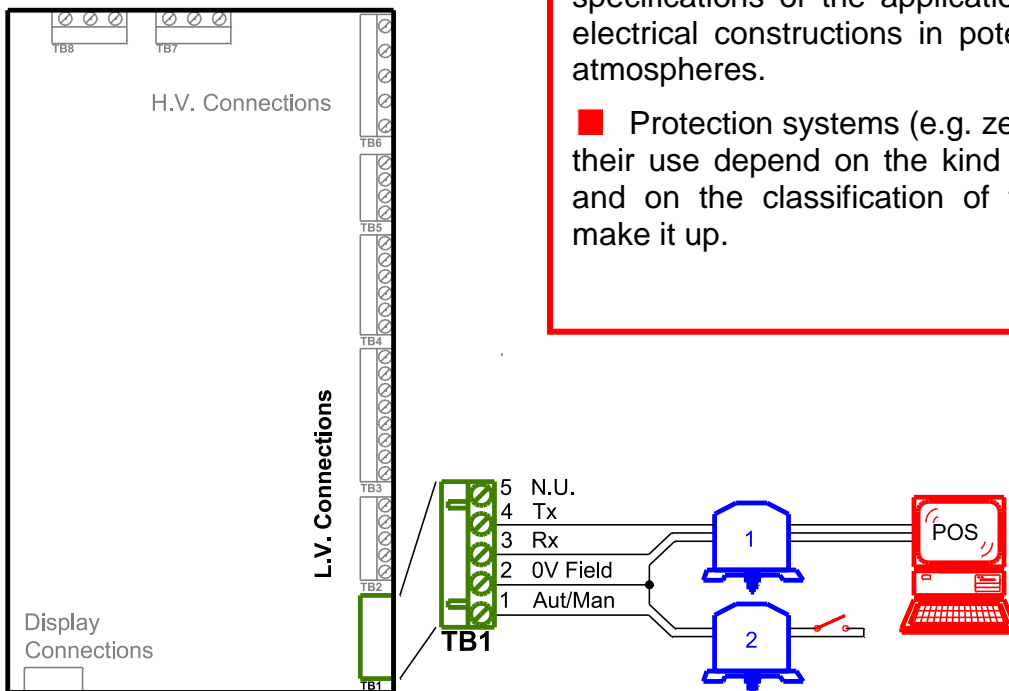 specifications of the application
electrical constructions in pote
atmospheres.
Protection systems (e.g. ze
their use depend on the kind
and on the classification of
make it up.
TB8
TB7
H.V. Connections
TB6
TB5
TB4
TB3
TB2
TB1
L.V. Connections
Display
Connections
5 N.U.
4 Tx
3 Rx
2 0V Field
1 Aut/Man
TB1
1
2
POS